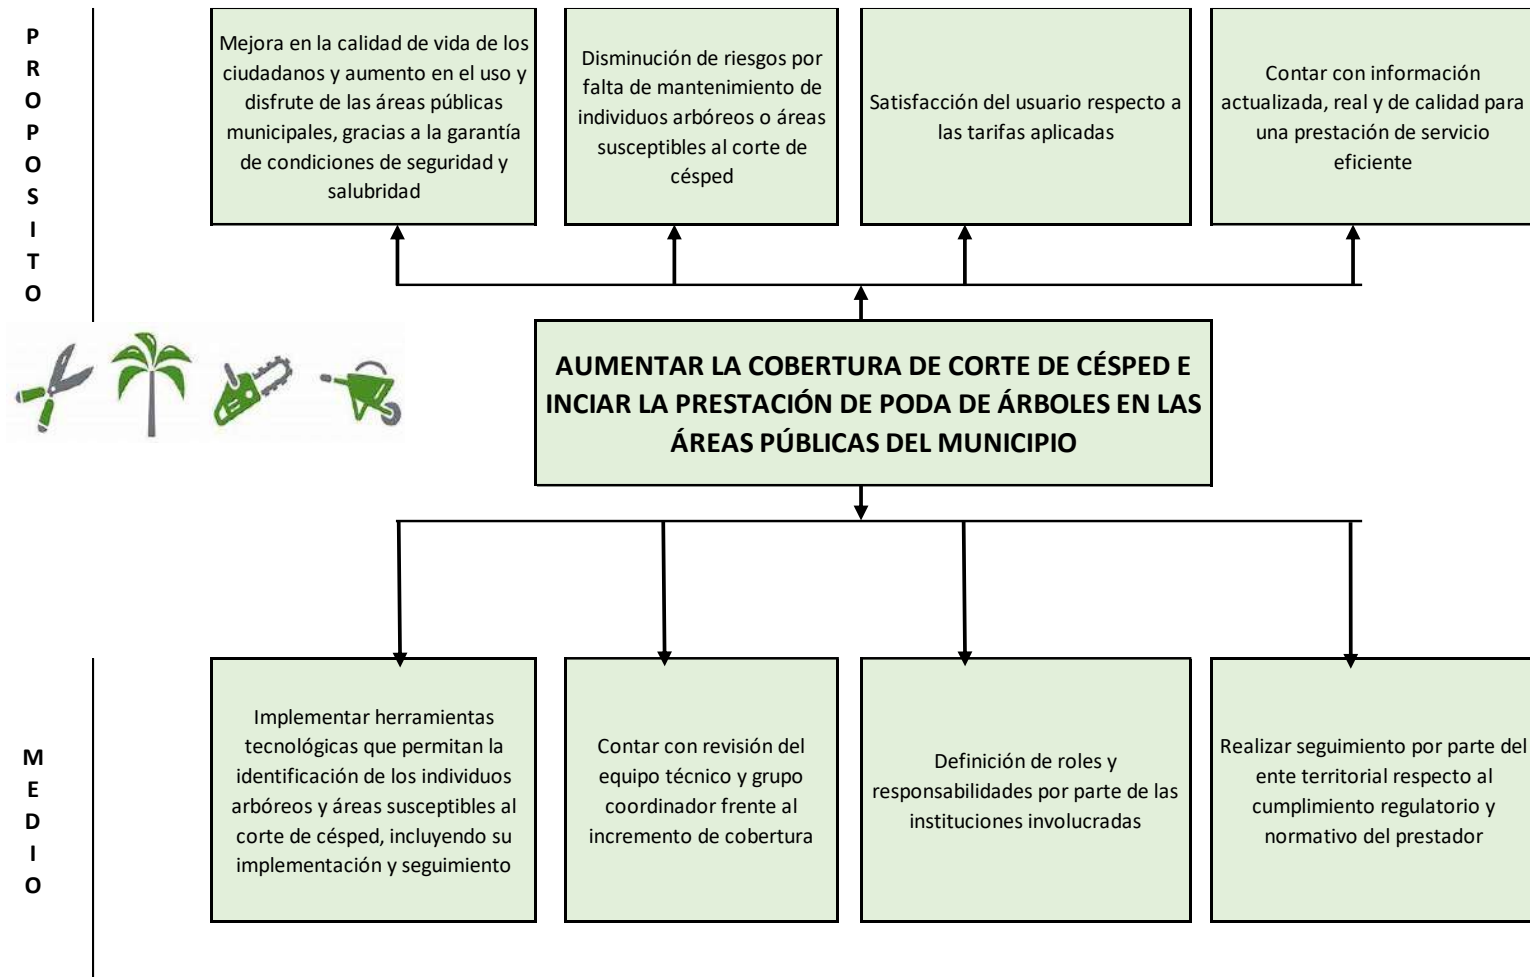 PROPOSITO
Mejora en la calidad de vida de los
ciudadanos y aumento en el uso y
disfrute de las áreas públicas
municipales, gracias a la garantía
de condiciones de seguridad y
salubridad
Disminución de riesgos por
falta de mantenimiento de
individuos arbóreos o áreas
susceptibles al corte de
césped
Satisfacción del usuario respecto a
las tarifas aplicadas
Contar con información
actualizada, real y de calidad para
una prestación de servicio
eficiente
AUMENTAR LA COBERTURA DE CORTE DE CÉSPED E
INCIAR LA PRESTACIÓN DE PODA DE ÁRBOLES EN LAS
ÁREAS PÚBLICAS DEL MUNICIPIO
MEDIO
Implementar herramientas
tecnológicas que permitan la
identificación de los individuos
arbóreos y áreas susceptibles al
corte de césped, incluyendo su
implementación y seguimiento
Contar con revisión del
equipo técnico y grupo
coordinador frente al
incremento de cobertura
Definición de roles y
responsabilidades por parte de las
instituciones involucradas
Realizar seguimiento por parte del
ente territorial respecto al
cumplimiento regulatorio y
normativo del prestador